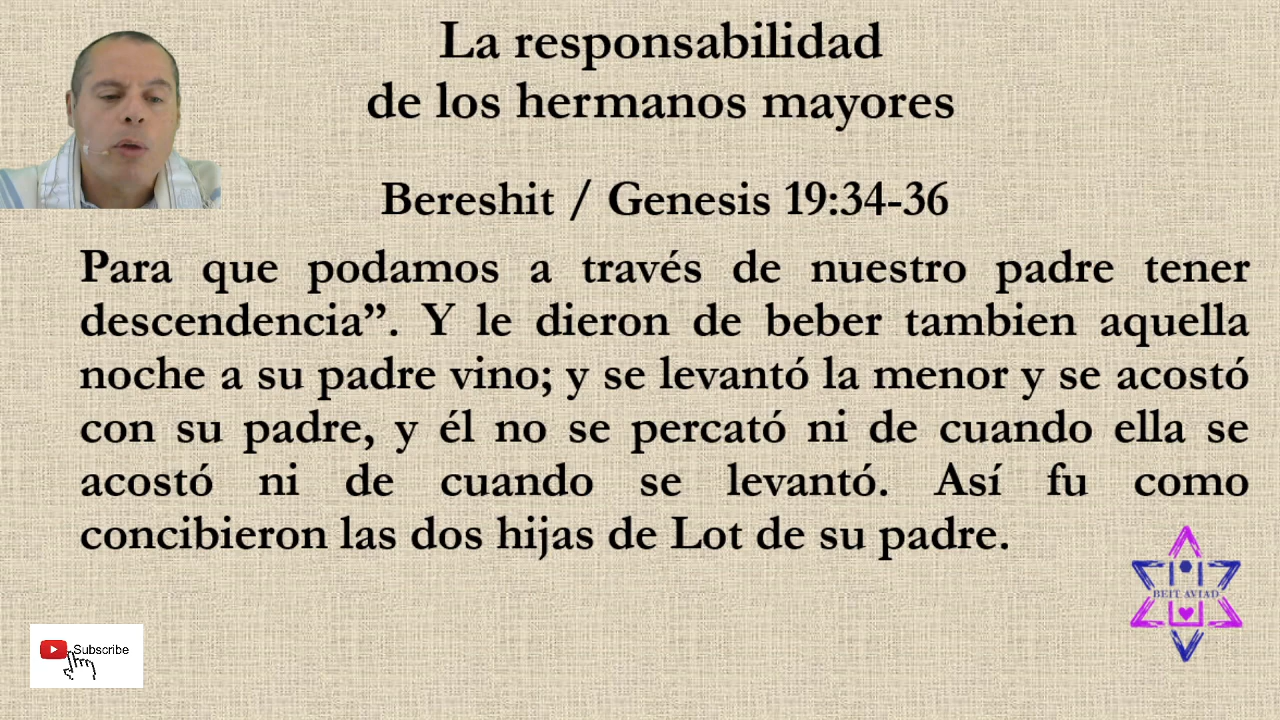 La responsabilidad
de los hermanos mayores
Bereshit / Genesis 19:34-36
Para que podamos a través de nuestro padre tener
descendencia”. Y le dieron de beber tambien aquella
noche a su padre vino; y se levantó la menor y se acostó
con su padre, y él no se percató ni de cuando ella se
acostó ni de cuando se levantó. Así fu como
concibieron las dos hijas de Lot de su padre.
BEIT AVIAD
Subscribe